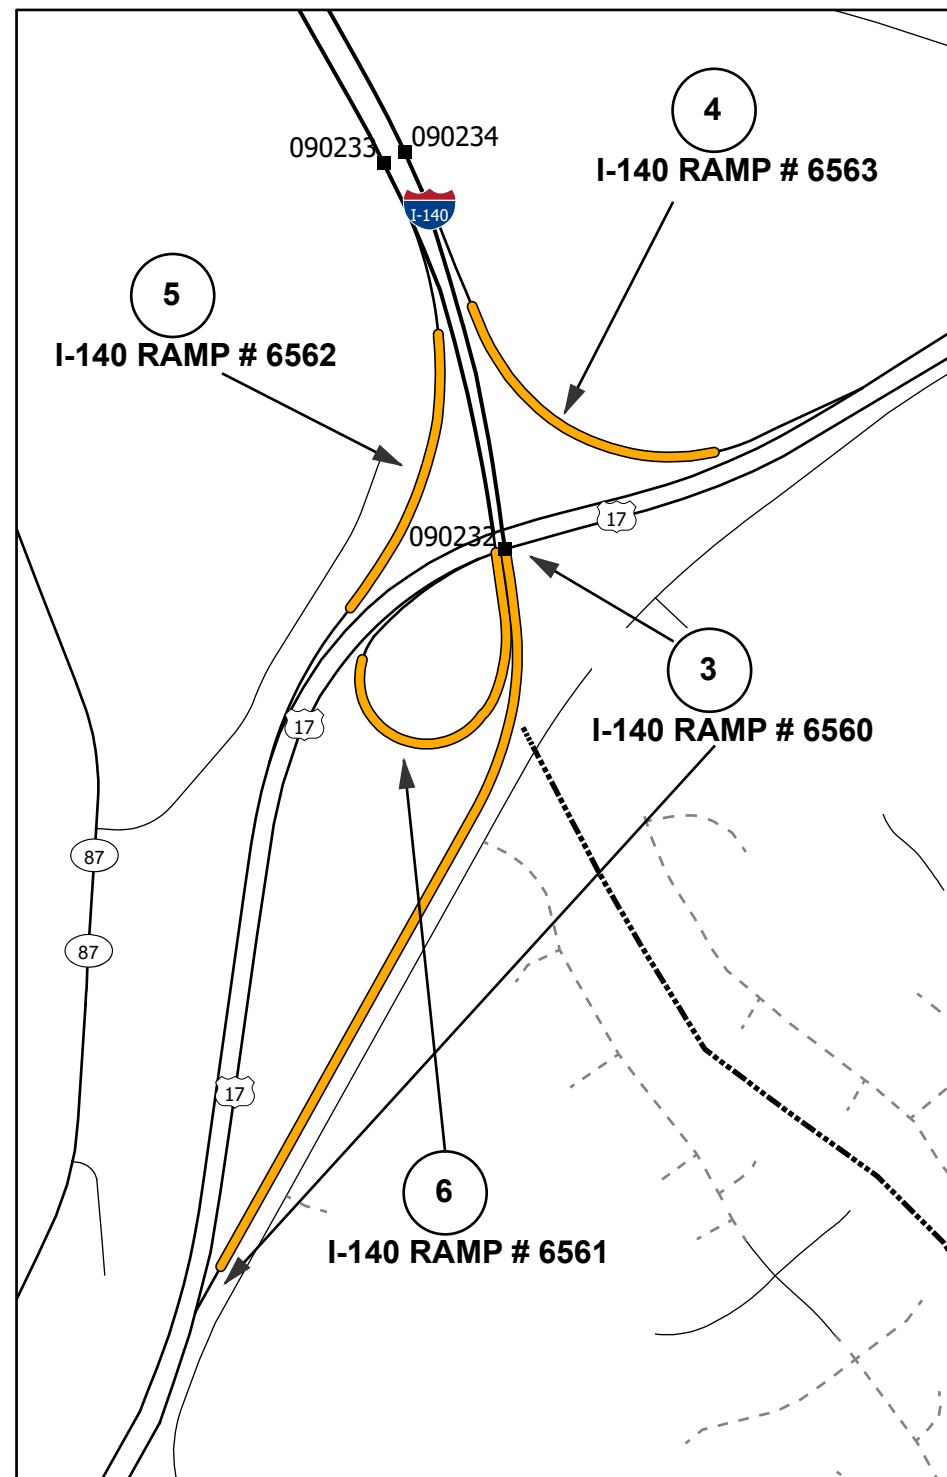 4
I-140 RAMP # 6563
090233
090234
I-140
5
I-140 RAMP # 6562
17
090232
3
I-140 RAMP # 6560
17
87
87
17
6
I-140 RAMP # 6561